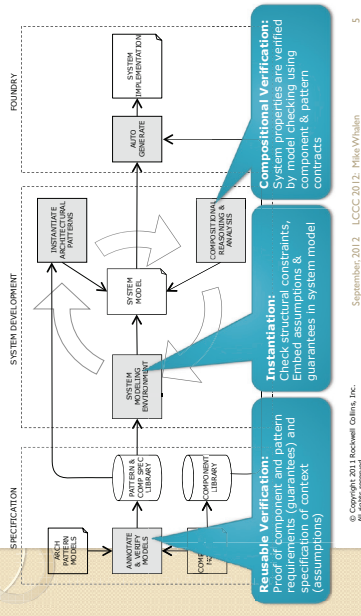 SPECIFICATION
SYSTEM DEVELOPMENT
FOUNDRY
ARCH
PATTERN
MODELS
ANNOTATE
& VERIFY
MODELS
PATTERN &
COMP SPEC
LIBRARY
COMPONENT
LIBRARY
SYSTEM
MODELING
ENVIRONMENT
INSTANTIATE
ARCHITECTURAL
PATTERNS
SYSTEM
MODEL
COMPOSITIONAL
REASONING &
ANALYSIS
AUTO
GENERATE
SYSTEM
IMPLEMENTATION
Reusable Verification:
Proof of component and pattern
requirements (guarantees) and
specification of context
(assumptions)
Instantiation:
Check structural constraints,
Embed assumptions &
guarantees in system model
Compositional Verification:
System properties are verified
by model checking using
component & pattern
contracts
© Copyright 2011 Rockwell Collins, Inc.
September, 2012 LCCC 2012: Mike Whalen
5